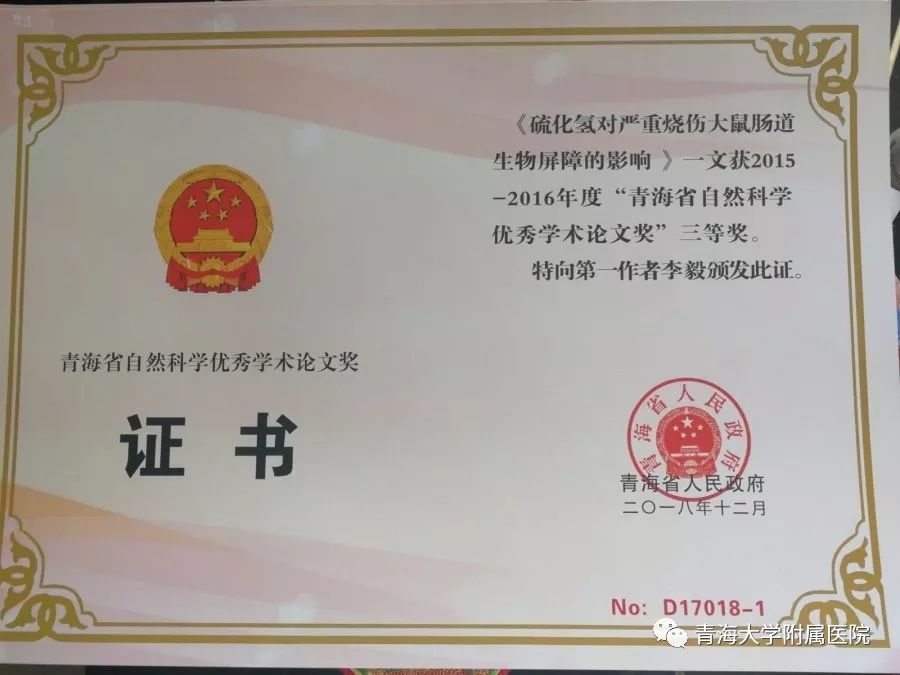 青海省自然科学优秀学术论文奖
证书
《硫化氢对严重烧伤大鼠肠道
生物屏障的影响》一文获2015
-2016年度“青海省自然科学
优秀学术论文奖”三等奖。
特向第一作者李毅颁发此证。
青海省人民政府
青海省人民政府
二〇一八年十二月
No: D17018-1
青海大学附属医院